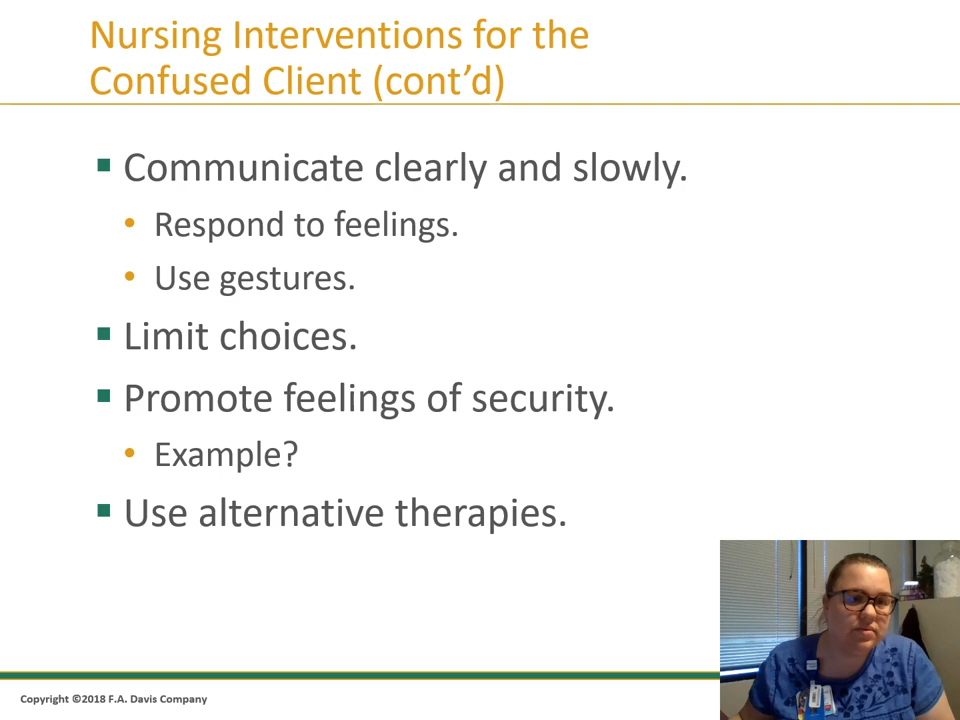 Nursing Interventions for the
Confused Client (cont’d)
Communicate clearly and slowly.
Respond to feelings.
Use gestures.
Limit choices.
Promote feelings of security.
Example?
Use alternative therapies.
Copyright ©2018 F.A. Davis Company